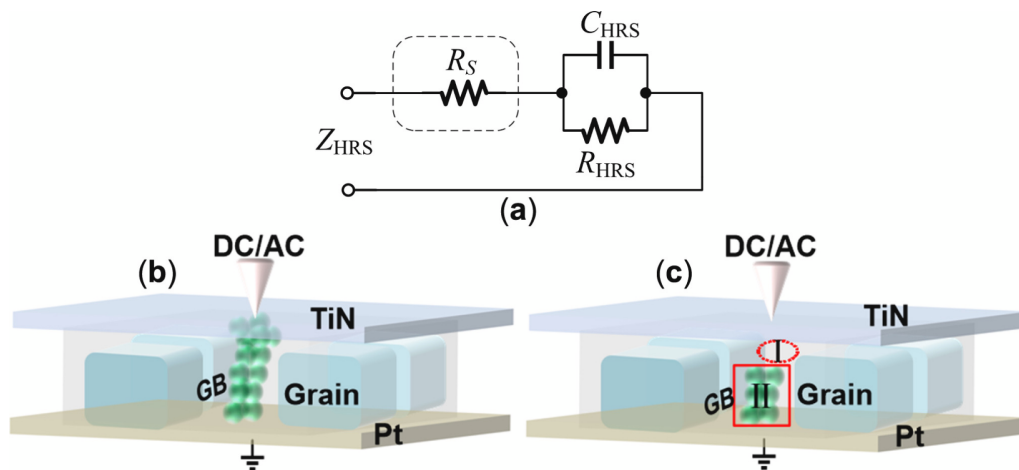 C_HRS
R_S
Z_HRS
R_HRS
(a)
(b)
DC/AC
TiN
GB
Grain
Pt
(c)
DC/AC
TiN
I
GB
II
Grain
Pt